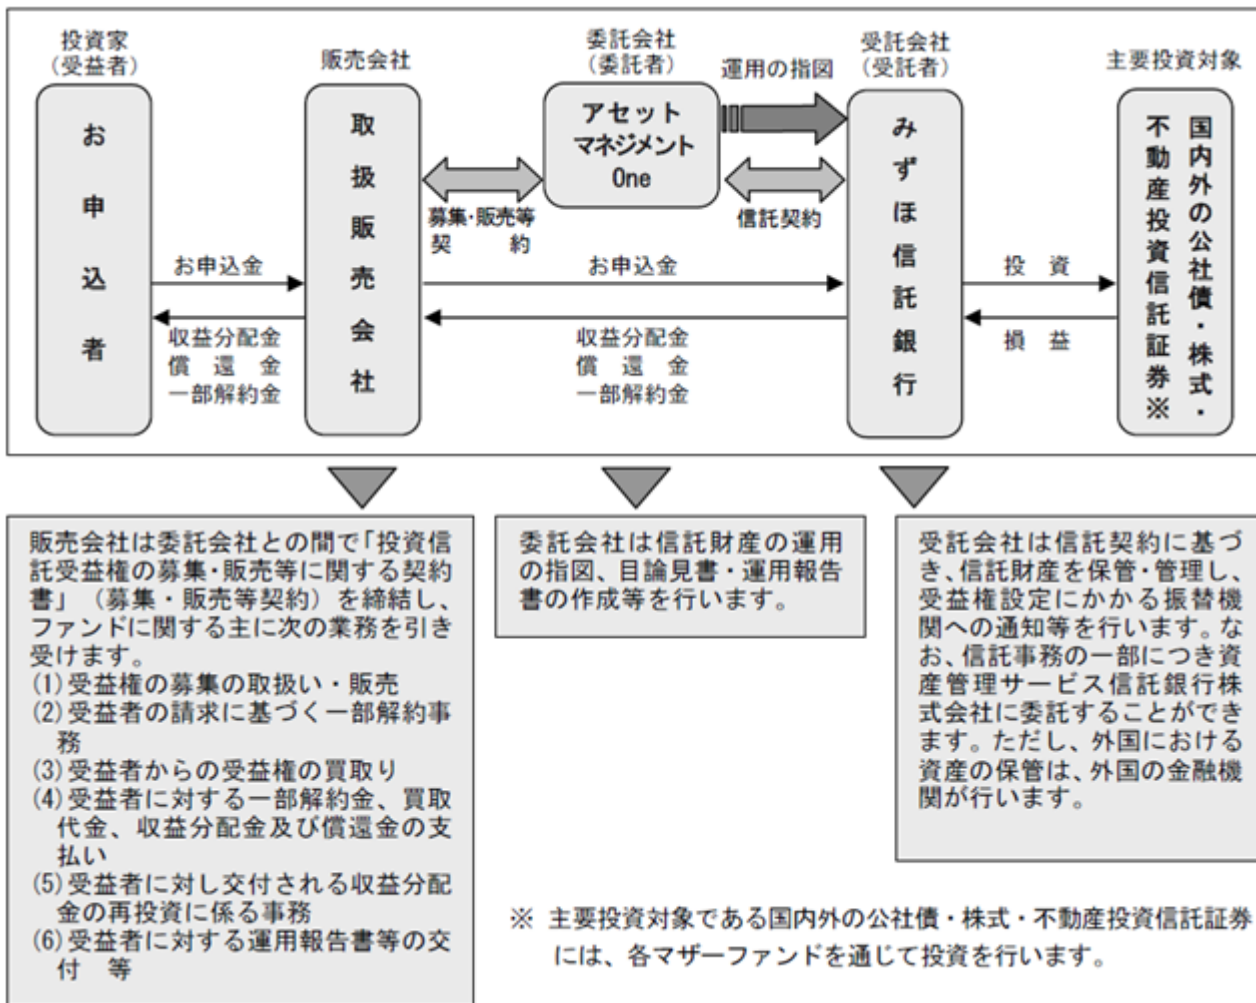 投資家
（受益者）
お申込者
販売会社
取扱販売会社
委託会社
（委託者）
アセット
マネジメント
One
運用の指図
受託会社
（受託者）
みずほ信託銀行
主要投資対象
国内外の公社債・株式・
不動産投資信託証券※
募集・販売等
契　　約
信託契約
お申込金
収益分配金
償　還　金
一部解約金
お申込金
収益分配金
償　還　金
一部解約金
投　資
損　益
販売会社は委託会社との間で「投資信
託受益権の募集・販売等に関する契約
書」（募集・販売等契約）を締結し、
ファンドに関する主に次の業務を引き
受けます。
(1)受益権の募集の取扱い・販売
(2)受益者の請求に基づく一部解約事
務
(3)受益者からの受益権の買取り
(4)受益者に対する一部解約金、買取
代金、収益分配金及び償還金の支
払い
(5)受益者に対し交付される収益分配
金の再投資に係る事務
(6)受益者に対する運用報告書等の交
付　等
委託会社は信託財産の運用
の指図、目論見書・運用報告
書の作成等を行います。
受託会社は信託契約に基づ
き、信託財産を保管・管理し、
受益権設定にかかる振替機
関への通知等を行います。な
お、信託事務の一部につき資
産管理サービス信託銀行株
式会社に委託することができ
ます。ただし、外国における
資産の保管は、外国の金融機
関が行います。
※ 主要投資対象である国内外の公社債・株式・不動産投資信託証券
には、各マザーファンドを通じて投資を行います。